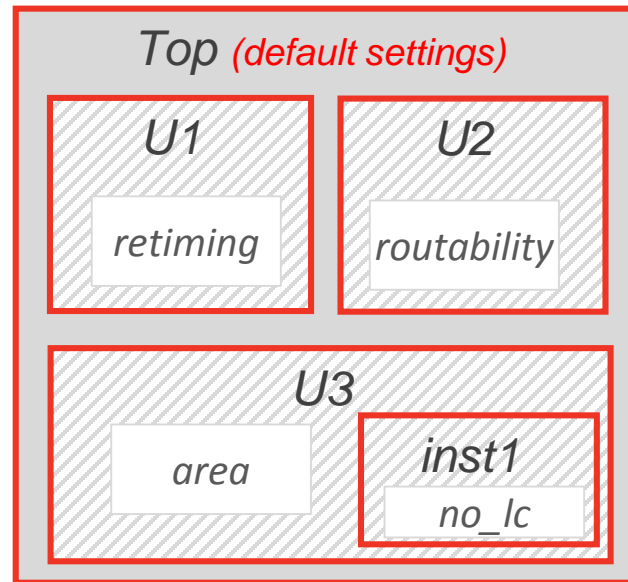 Top (default settings)
U1
retiming
U2
routability
U3
area
inst1
no_lc